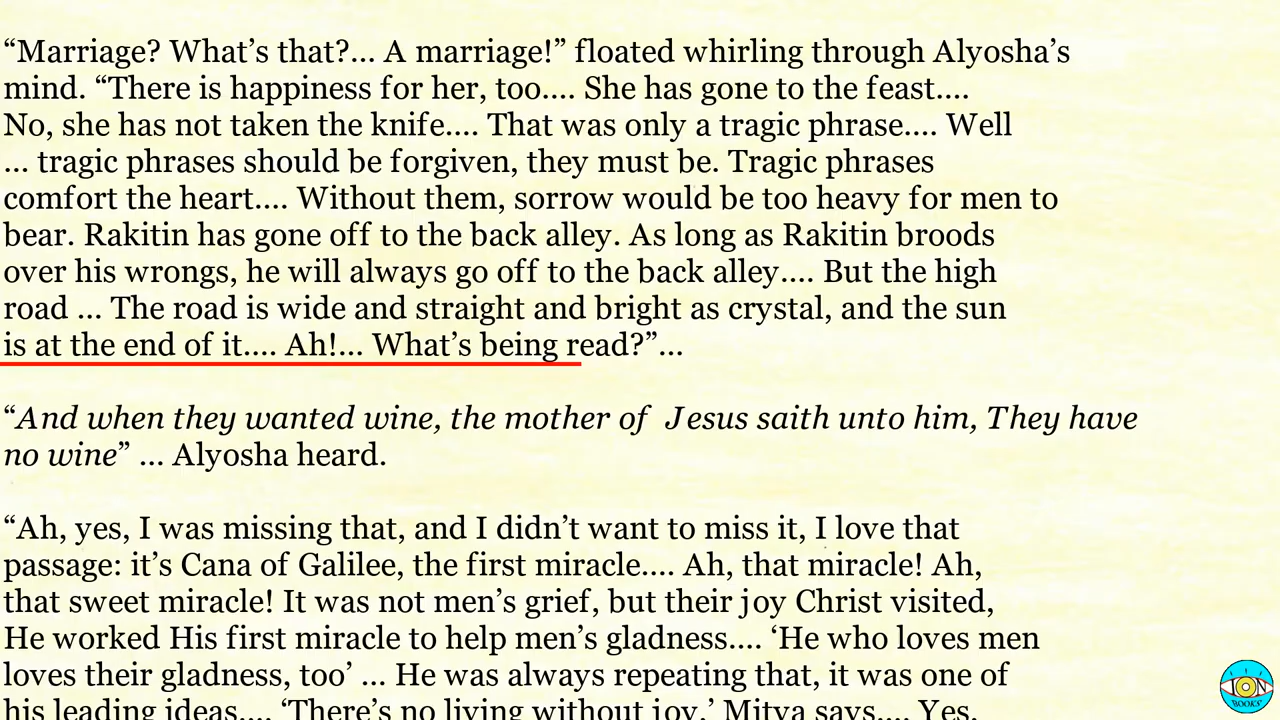 “Marriage? What’s that?... A marriage!” floated whirling through Alyosha’s
mind. “There is happiness for her, too.... She has gone to the feast....
No, she has not taken the knife.... That was only a tragic phrase.... Well
... tragic phrases should be forgiven, they must be. Tragic phrases
comfort the heart.... Without them, sorrow would be too heavy for men to
bear. Rakitin has gone off to the back alley. As long as Rakitin broods
over his wrongs, he will always go off to the back alley.... But the high
road ... The road is wide and straight and bright as crystal, and the sun
is at the end of it.... Ah!... What’s being read?”...
“And when they wanted wine, the mother of Jesus saith unto him, They have
no wine” ... Alyosha heard.
“Ah, yes, I was missing that, and I didn’t want to miss it, I love that
passage: it’s Cana of Galilee, the first miracle.... Ah, that miracle! Ah,
that sweet miracle! It was not men’s grief, but their joy Christ visited,
He worked His first miracle to help men’s gladness.... ‘He who loves men
loves their gladness, too’ ... He was always repeating that, it was one of
his leading ideas.... ‘There’s no living without joy,’ Mitya says.... Yes,
ION
BOOKS